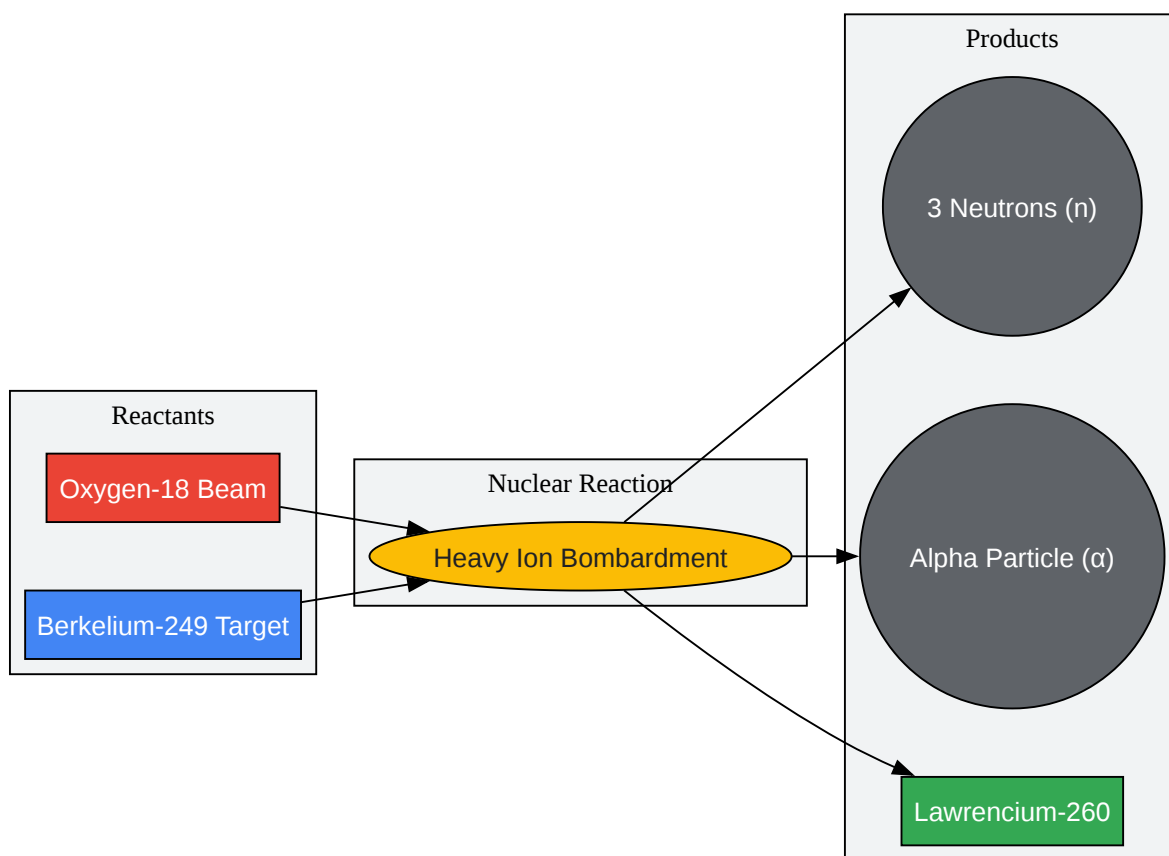 Reactants
Oxygen-18 Beam
Berkelium-249 Target
Nuclear Reaction
Heavy Ion Bombardment
Products
3 Neutrons (n)
Alpha Particle (α)
Lawrencium-260